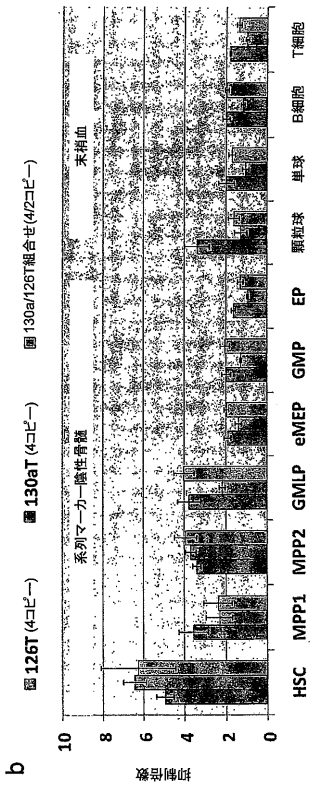 b
126T (4コピー)
130aT (4コピー)
130a/126T組合せ(4/2コピー)
抑制倍数
10
8
6
4
2
0
系列マーカー陰性骨髄
末梢血
HSC
MPP1
MPP2
GMLP
eMEP
GMP
EP
顆粒球
単球
B細胞
T細胞